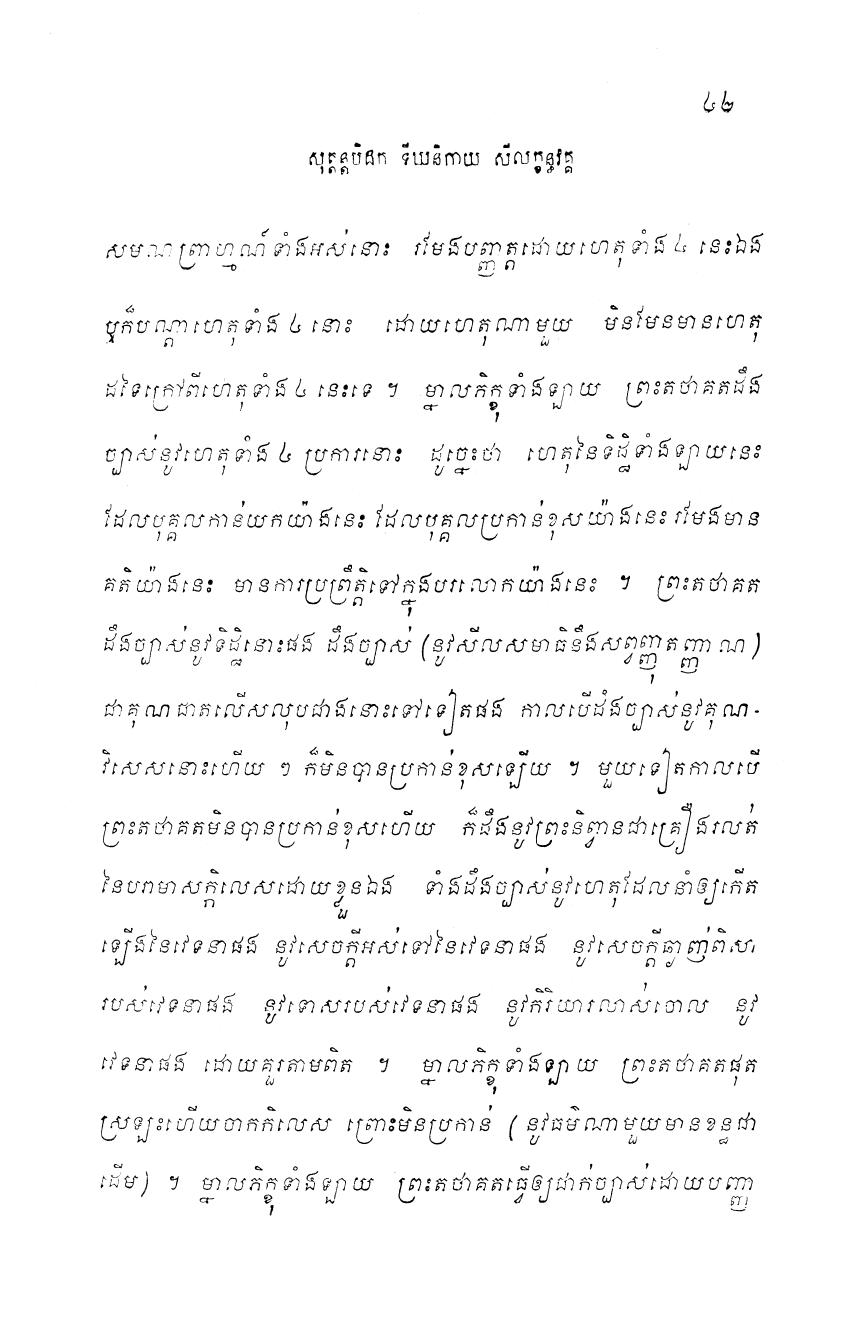 ៤២
សុត្តន្តបិដក ទីឃនិកាយ សីលក្ខន្ធវគ្គ
សមណព្រាហ្មណ៍ទាំងអស់នោះ រមែងបញ្ញត្តដោយហេតុទាំង ៤ នេះឯង
ឬក៏បណ្តាហេតុទាំង ៤ នោះ ដោយហេតុណាមួយ មិនមែនមានហេតុ
ដទៃក្រៅពីហេតុទាំង ៤ នេះទេ ។ ម្នាលភិក្ខុទាំងឡាយ ព្រះតថាគតដឹង
ច្បាស់នូវហេតុទាំង ៤ ប្រការនោះ ដូច្នេះថា ហេតុនៃទិដ្ឋិទាំងឡាយនេះ
ដែលបុគ្គលកាន់យកយ៉ាងនេះ ដែលបុគ្គលប្រកាន់ខុសយ៉ាងនេះ រមែងមាន
គតិយ៉ាងនេះ មានការប្រព្រឹត្តិទៅក្នុងបរលោកយ៉ាងនេះ ។ ព្រះតថាគត
ដឹងច្បាស់នូវទិដ្ឋិនោះផង ដឹងច្បាស់ (នូវសីលសមាធិនឹងសព្វញ្ញុតញ្ញាណ)
ជាគុណជាតលើសលុបជាងនោះទៅទៀតផង កាលបើដឹងច្បាស់នូវគុណ-
វិសេសនោះហើយ ៗ ក៏មិនបានប្រកាន់ខុសឡើយ ។ មួយទៀតកាលបើ
ព្រះតថាគតមិនបានប្រកាន់ខុសហើយ ក៏ដឹងនូវព្រះនិព្វានជាគ្រឿងរលត់
នៃបរាមាសក្កិលេសដោយខ្លួនឯង ទាំងដឹងច្បាស់នូវហេតុដែលនាំឲ្យកើត
ឡើងនៃវេទនាផង នូវសេចក្តីអស់ទៅនៃវេទនាផង នូវសេចក្តីឆ្ងាញ់ពិសា
របស់វេទនាផង នូវទោសរបស់វេទនាផង នូវកិរិយារលាស់ចោល នូវ
វេទនាផង ដោយគួរតាមពិត ។ ម្នាលភិក្ខុទាំងឡាយ ព្រះតថាគតផុត
ស្រឡះហើយចាកកិលេស ព្រោះមិនប្រកាន់ (នូវធម៌ណាមួយមានខន្ធជា
ដើម) ។ ម្នាលភិក្ខុទាំងឡាយ ព្រះតថាគតធ្វើឲ្យជាក់ច្បាស់ដោយបញ្ញា